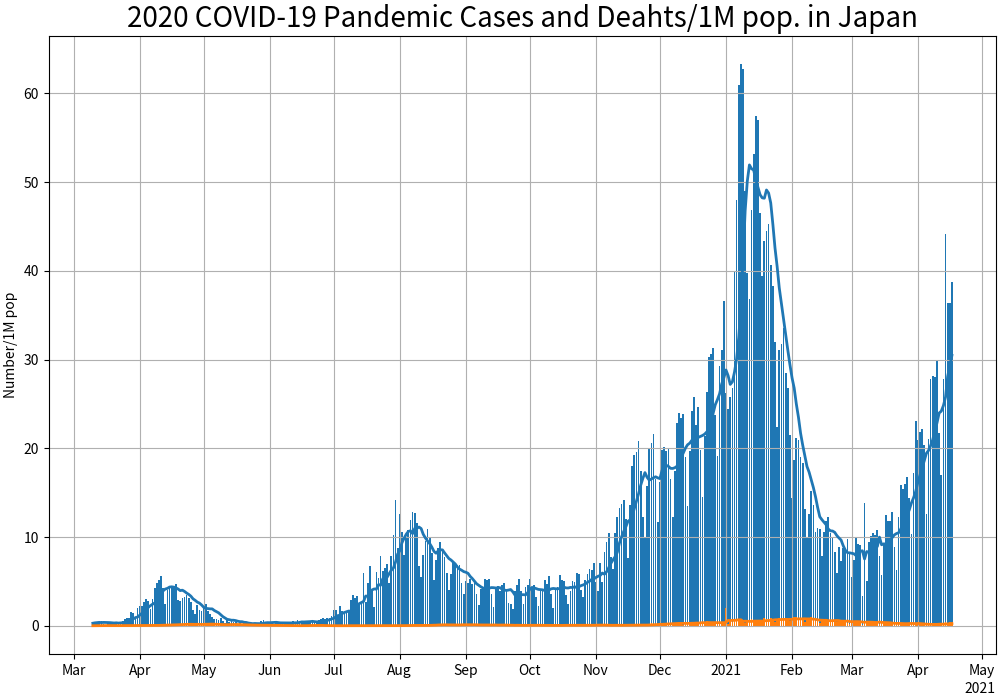 2020 COVID-19 Pandemic Cases and Deahts/1M pop. in Japan
Number/1M pop
60
50
40
30
20
10
0
Mar Apr May Jun Jul Aug Sep Oct Nov Dec 2021 Feb Mar Apr May
2021